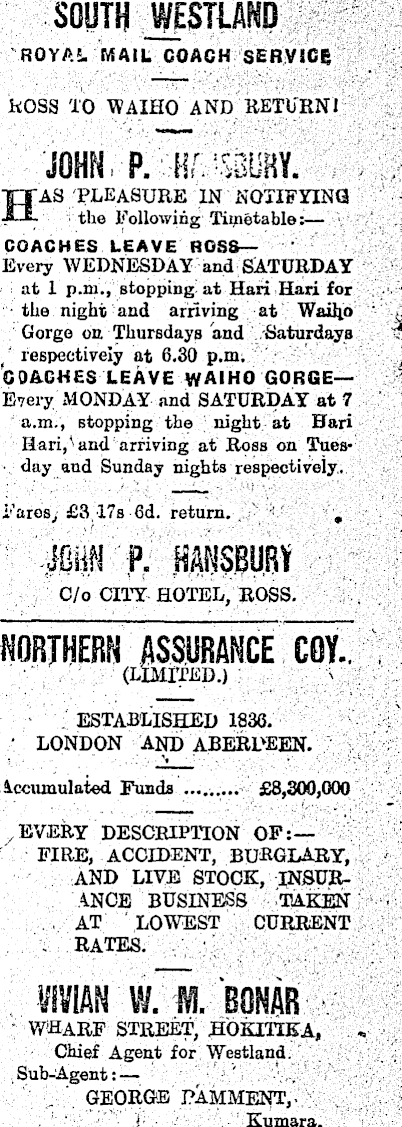 SOUTH WESTLAND
ROYAL MAIL COACH SERVICE
ROSS TO WAIHO AND RETURN!
JOHN P. HANSBURY.
HAS PLEASURE IN NOTIFYING
the Following Timetable:—
COACHES LEAVE ROSS—
Every WEDNESDAY and SATURDAY
at 1 p.m., stopping at Hari Hari for
the night and arriving at Waiho
Gorge on Thursdays and Saturdays
respectively at 6.30 p.m.
COACHES LEAVE WAIHO GORGE—
Every MONDAY and SATURDAY at 7
a.m., stopping the night at Hari
Hari, and arriving at Ross on Tues-
day and Sunday nights respectively.
Fares, £3 17s 6d. return.
JOHN P. HANSBURY
C/o CITY HOTEL, ROSS.
NORTHERN ASSURANCE COY.,
(LIMITED.)
ESTABLISHED 1836.
LONDON AND ABERDEEN.
Accumulated Funds ......... £8,300,000
EVERY DESCRIPTION OF:—
FIRE, ACCIDENT, BURGLARY,
AND LIVE STOCK, INSUR-
ANCE BUSINESS TAKEN
AT LOWEST CURRENT
RATES.
VIVIAN W. M. BONAR
WHARF STREET, HOKITIKA,
Chief Agent for Westland.
Sub-Agent:—
GEORGE PAMMENT,
Kumara.